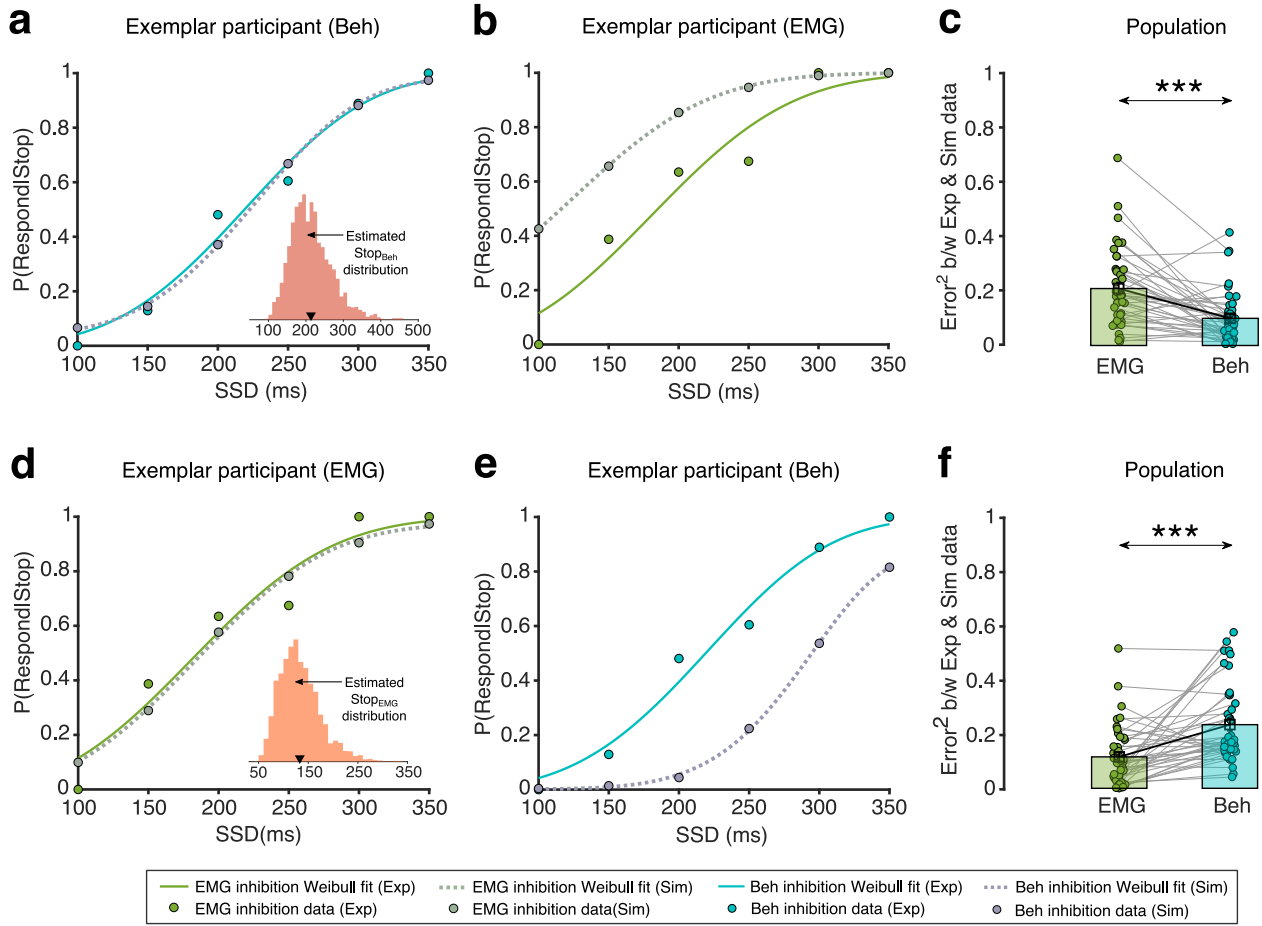 a
Exemplar participant (Beh)
P(Respond|Stop)
1
0.8
0.6
0.4
0.2
0
100 150 200 250 300 350
SSD (ms)
Estimated
StopBeh
distribution
100 200 300 400 500
b
Exemplar participant (EMG)
P(Respond|Stop)
1
0.8
0.6
0.4
0.2
0
100 150 200 250 300 350
SSD (ms)
c
Population
Error2 b/w Exp & Sim data
1
0.8
0.6
0.4
0.2
0
***
EMG Beh
d
Exemplar participant (EMG)
P(Respond|Stop)
1
0.8
0.6
0.4
0.2
0
100 150 200 250 300 350
SSD(ms)
Estimated
StopEMG
distribution
50 150 250 350
e
Exemplar participant (Beh)
P(Respond|Stop)
1
0.8
0.6
0.4
0.2
0
100 150 200 250 300 350
SSD (ms)
f
Population
Error2 b/w Exp & Sim data
1
0.8
0.6
0.4
0.2
0
***
EMG Beh
EMG inhibition Weibull fit (Exp) EMG inhibition Weibull fit (Sim) Beh inhibition Weibull fit (Exp) Beh inhibition Weibull fit (Sim)
EMG inhibition data (Exp) EMG inhibition data(Sim) Beh inhibition data (Exp) Beh inhibition data (Sim)